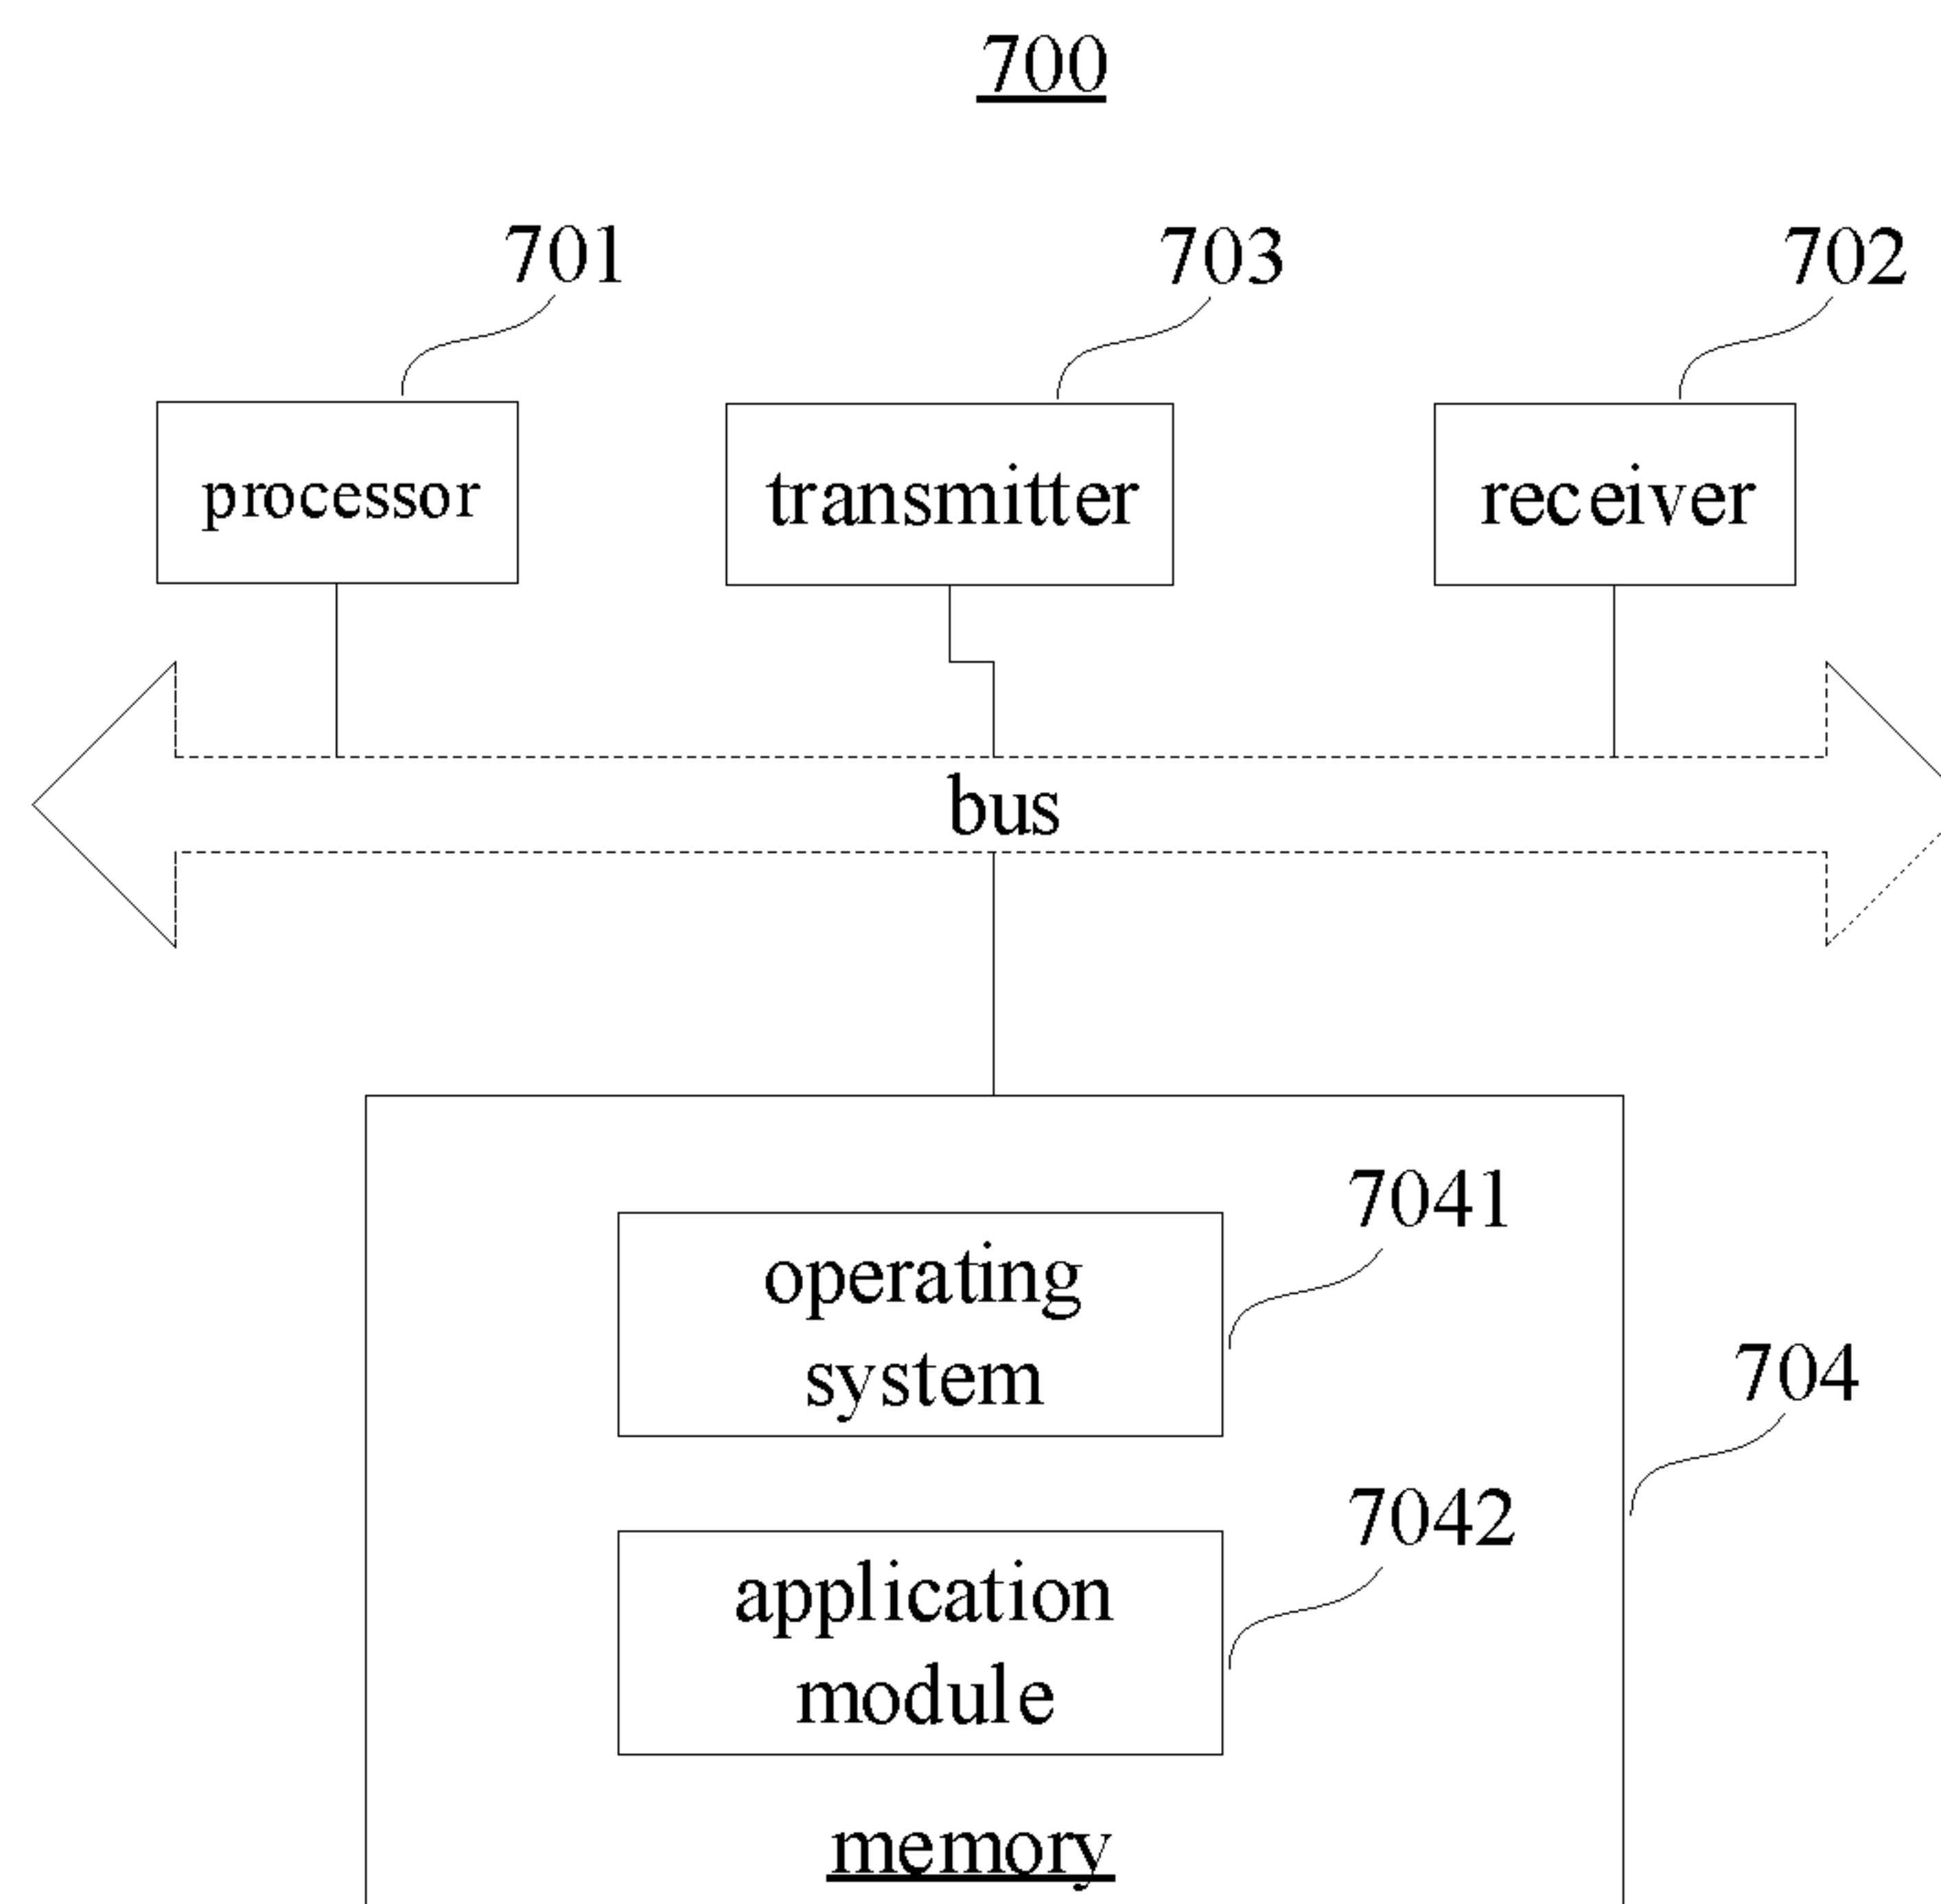 700
701
703
702
processor
transmitter
receiver
bus
7041
operating
system
704
7042
application
module
memory